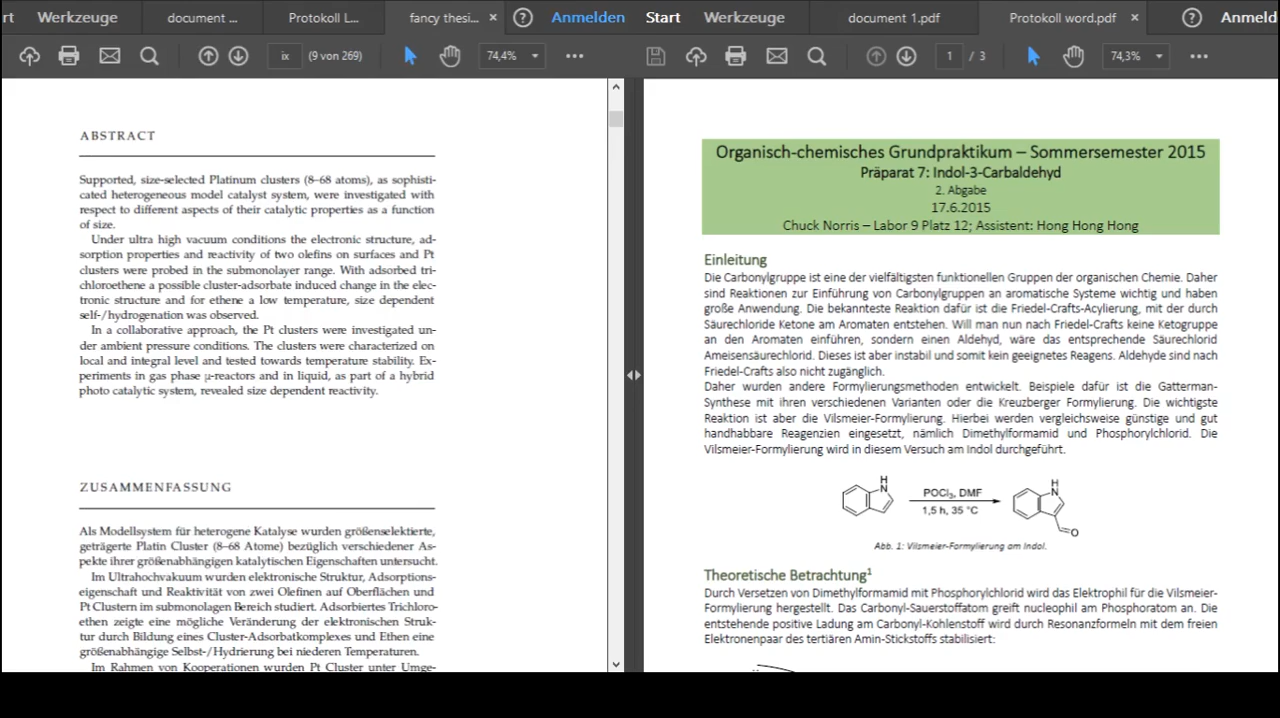 rt Werkzeuge document ... Protokoll L... fancy thesi... × ? Anmelden
ix (9 von 269) 74,4% ...
ABSTRACT
Supported, size-selected Platinum clusters (8–68 atoms), as sophisti-
cated heterogeneous model catalyst system, were investigated with
respect to different aspects of their catalytic properties as a function
of size.
Under ultra high vacuum conditions the electronic structure, ad-
sorption properties and reactivity of two olefins on surfaces and Pt
clusters were probed in the submonolayer range. With adsorbed tri-
chloroethene a possible cluster-adsorbate induced change in the elec-
tronic structure and for ethene a low temperature, size dependent
self-/hydrogenation was observed.
In a collaborative approach, the Pt clusters were investigated un-
der ambient pressure conditions. The clusters were characterized on
local and integral level and tested towards temperature stability. Ex-
periments in gas phase μ-reactors and in liquid, as part of a hybrid
photo catalytic system, revealed size dependent reactivity.
ZUSAMMENFASSUNG
Als Modellsystem für heterogene Katalyse wurden größenselektierte,
geträgerte Platin Cluster (8–68 Atome) bezüglich verschiedener As-
pekte ihrer größenabhängigen katalytischen Eigenschaften untersucht.
Im Ultrahochvakuum wurden elektronische Struktur, Adsorptions-
eigenschaft und Reaktivität von zwei Olefinen auf Oberflächen und
Pt Clustern im submonolagen Bereich studiert. Adsorbiertes Trichloro-
ethen zeigte eine mögliche Veränderung der elektronischen Struk-
tur durch Bildung eines Cluster-Adsorbatkomplexes und Ethen eine
größenabhängige Selbst-/Hydrierung bei niederen Temperaturen.
Im Rahmen von Kooperationen wurden Pt Cluster unter Umge-
Start Werkzeuge document 1.pdf Protokoll word.pdf × ? Anmeld
1 / 3 74,3% ...
Organisch-chemisches Grundpraktikum – Sommersemester 2015
Präparat 7: Indol-3-Carbaldehyd
2. Abgabe
17.6.2015
Chuck Norris – Labor 9 Platz 12; Assistent: Hong Hong Hong
Einleitung
Die Carbonylgruppe ist eine der vielfältigsten funktionellen Gruppen der organischen Chemie. Daher
sind Reaktionen zur Einführung von Carbonylgruppen an aromatische Systeme wichtig und haben
große Anwendung. Die bekannteste Reaktion dafür ist die Friedel-Crafts-Acylierung, mit der durch
Säurechloride Ketone am Aromaten entstehen. Will man nun nach Friedel-Crafts keine Ketogruppe
an den Aromaten einführen, sondern einen Aldehyd, wäre das entsprechende Säurechlorid
Ameisensäurechlorid. Dieses ist aber instabil und somit kein geeignetes Reagens. Aldehyde sind nach
Friedel-Crafts also nicht zugänglich.
Daher wurden andere Formylierungsmethoden entwickelt. Beispiele dafür ist die Gatterman-
Synthese mit ihren verschiedenen Varianten oder die Kreuzberger Formylierung. Die wichtigste
Reaktion ist aber die Vilsmeier-Formylierung. Hierbei werden vergleichsweise günstige und gut
handhabbare Reagenzien eingesetzt, nämlich Dimethylformamid und Phosphorylchlorid. Die
Vilsmeier-Formylierung wird in diesem Versuch am Indol durchgeführt.
H
N
POCl₃, DMF
1,5 h, 35 °C
H
N
O
Abb. 1: Vilsmeier-Formylierung am Indol.
Theoretische Betrachtung¹
Durch Versetzen von Dimethylformamid mit Phosphorylchlorid wird das Elektrophil für die Vilsmeier-
Formylierung hergestellt. Das Carbonyl-Sauerstoffatom greift nucleophil am Phosphoratom an. Die
entstehende positive Ladung am Carbonyl-Kohlenstoff wird durch Resonanzformeln mit dem freien
Elektronenpaar des tertiären Amin-Stickstoffs stabilisiert: